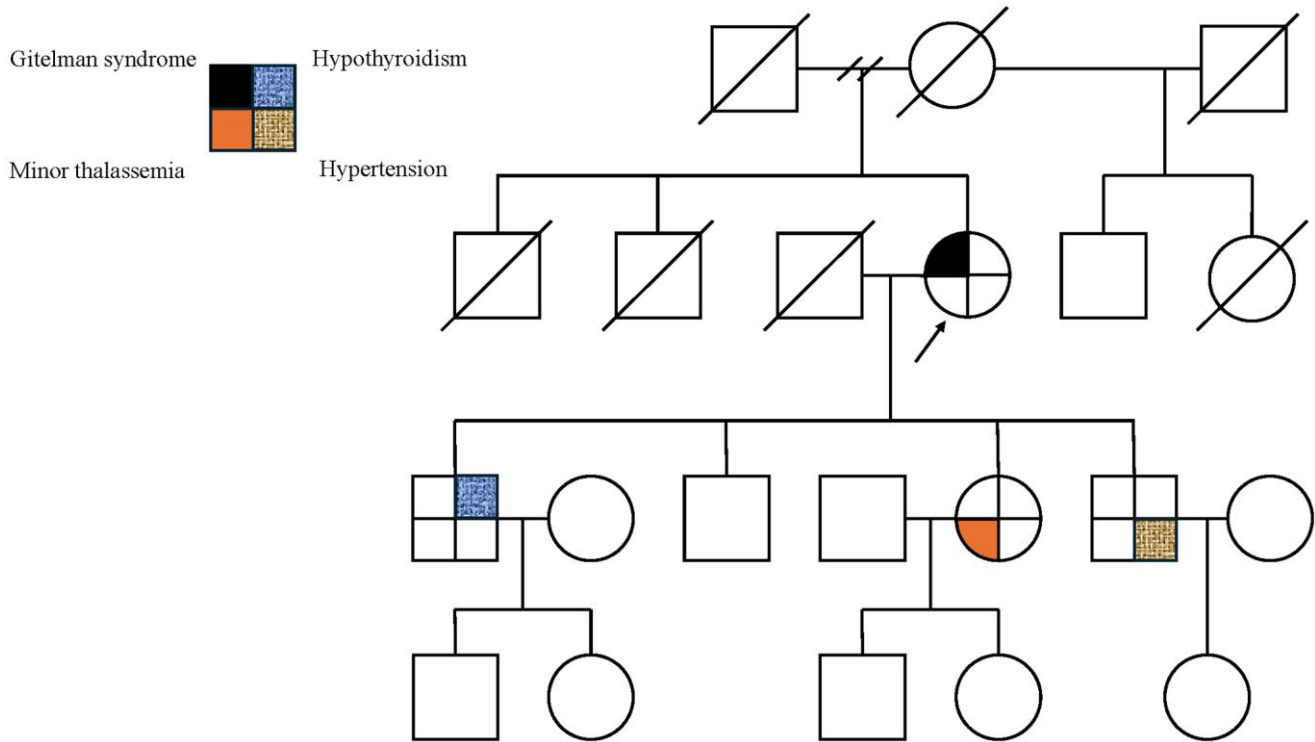 Gitelman syndrome
Hypothyroidism
Minor thalassemia
Hypertension